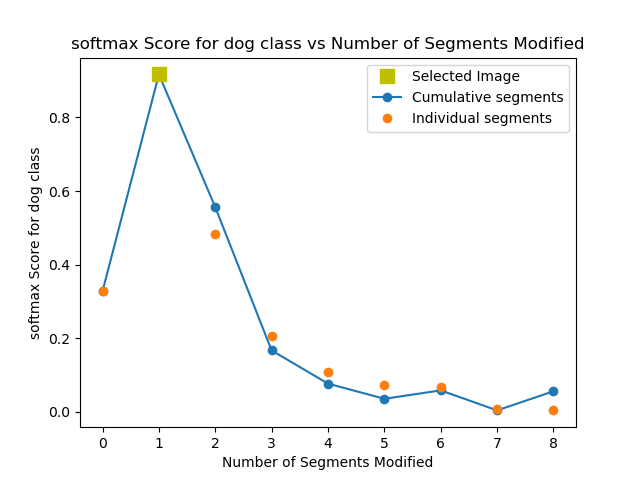 softmax Score for dog class vs Number of Segments Modified
Selected Image
Cumulative segments
Individual segments
softmax Score for dog class
0.8
0.6
0.4
0.2
0.0
0 1 2 3 4 5 6 7 8
Number of Segments Modified